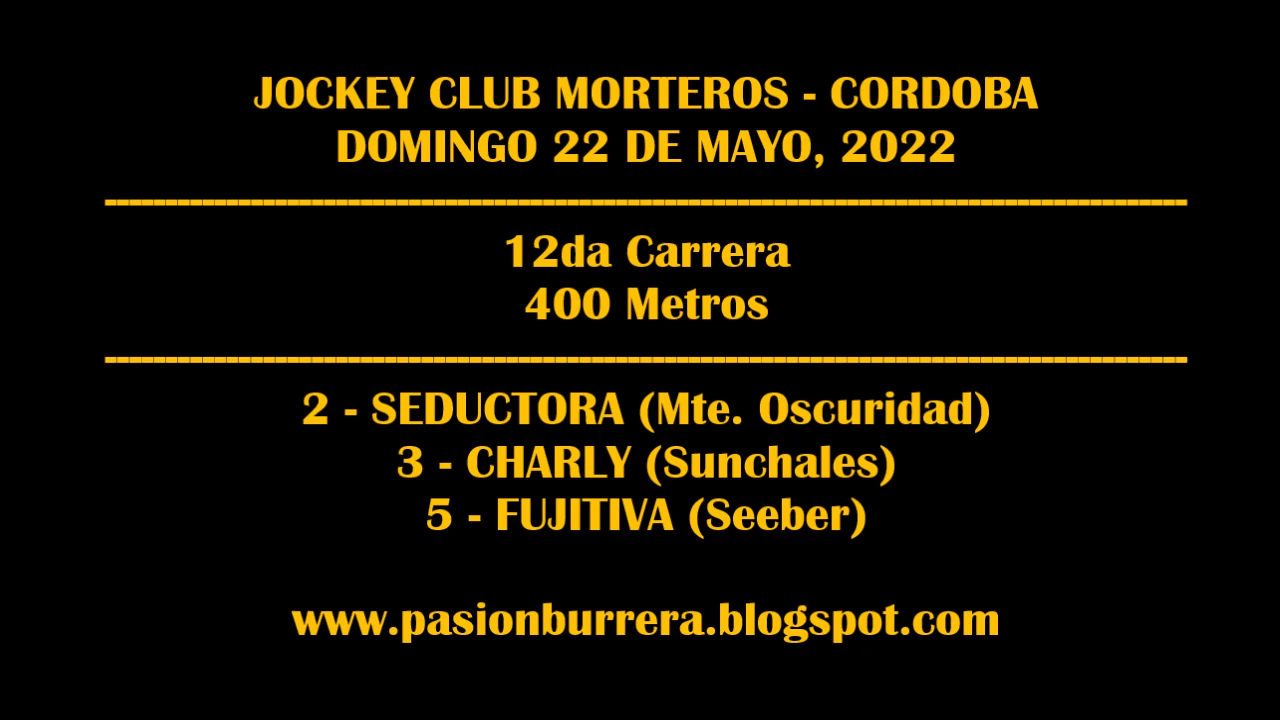 JOCKEY CLUB MORTEROS - CORDOBA
DOMINGO 22 DE MAYO, 2022
12da Carrera
400 Metros
2 - SEDUCTORA (Mte. Oscuridad)
3 - CHARLY (Sunchales)
5 - FUJITIVA (Seeber)
www.pasionburrera.blogspot.com